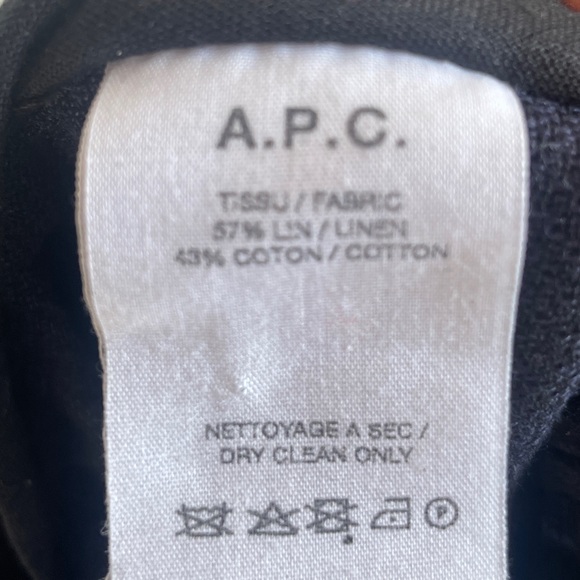 A.P.C.
TISSU / FABRIC
57% LIN / LINEN
43% COTON / COTTON
NETTOYAGE A SEC /
DRY CLEAN ONLY
P